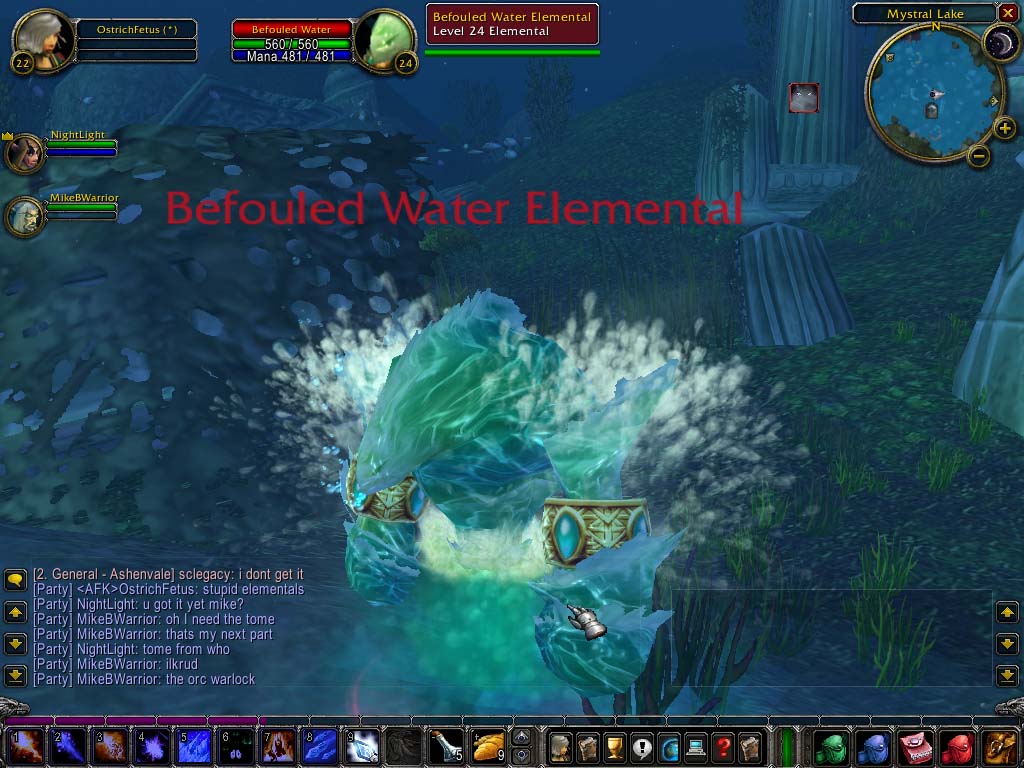 OstrichFetus (*)
22
Befouled Water
560 / 560
Mana 481 / 481
24
Befouled Water Elemental
Level 24 Elemental
Mystral Lake
N
NightLight
MikeBWarrior
Befouled Water Elemental
[2. General - Ashenvale] sclegacy: i dont get it
[Party] <AFK>OstrichFetus: stupid elementals
[Party] NightLight: u got it yet mike?
[Party] MikeBWarrior: oh I need the tome
[Party] MikeBWarrior: thats my next part
[Party] NightLight: tome from who
[Party] MikeBWarrior: ilkrud
[Party] MikeBWarrior: the orc warlock
1 2 3 4 5 6 7 8 9 5 9